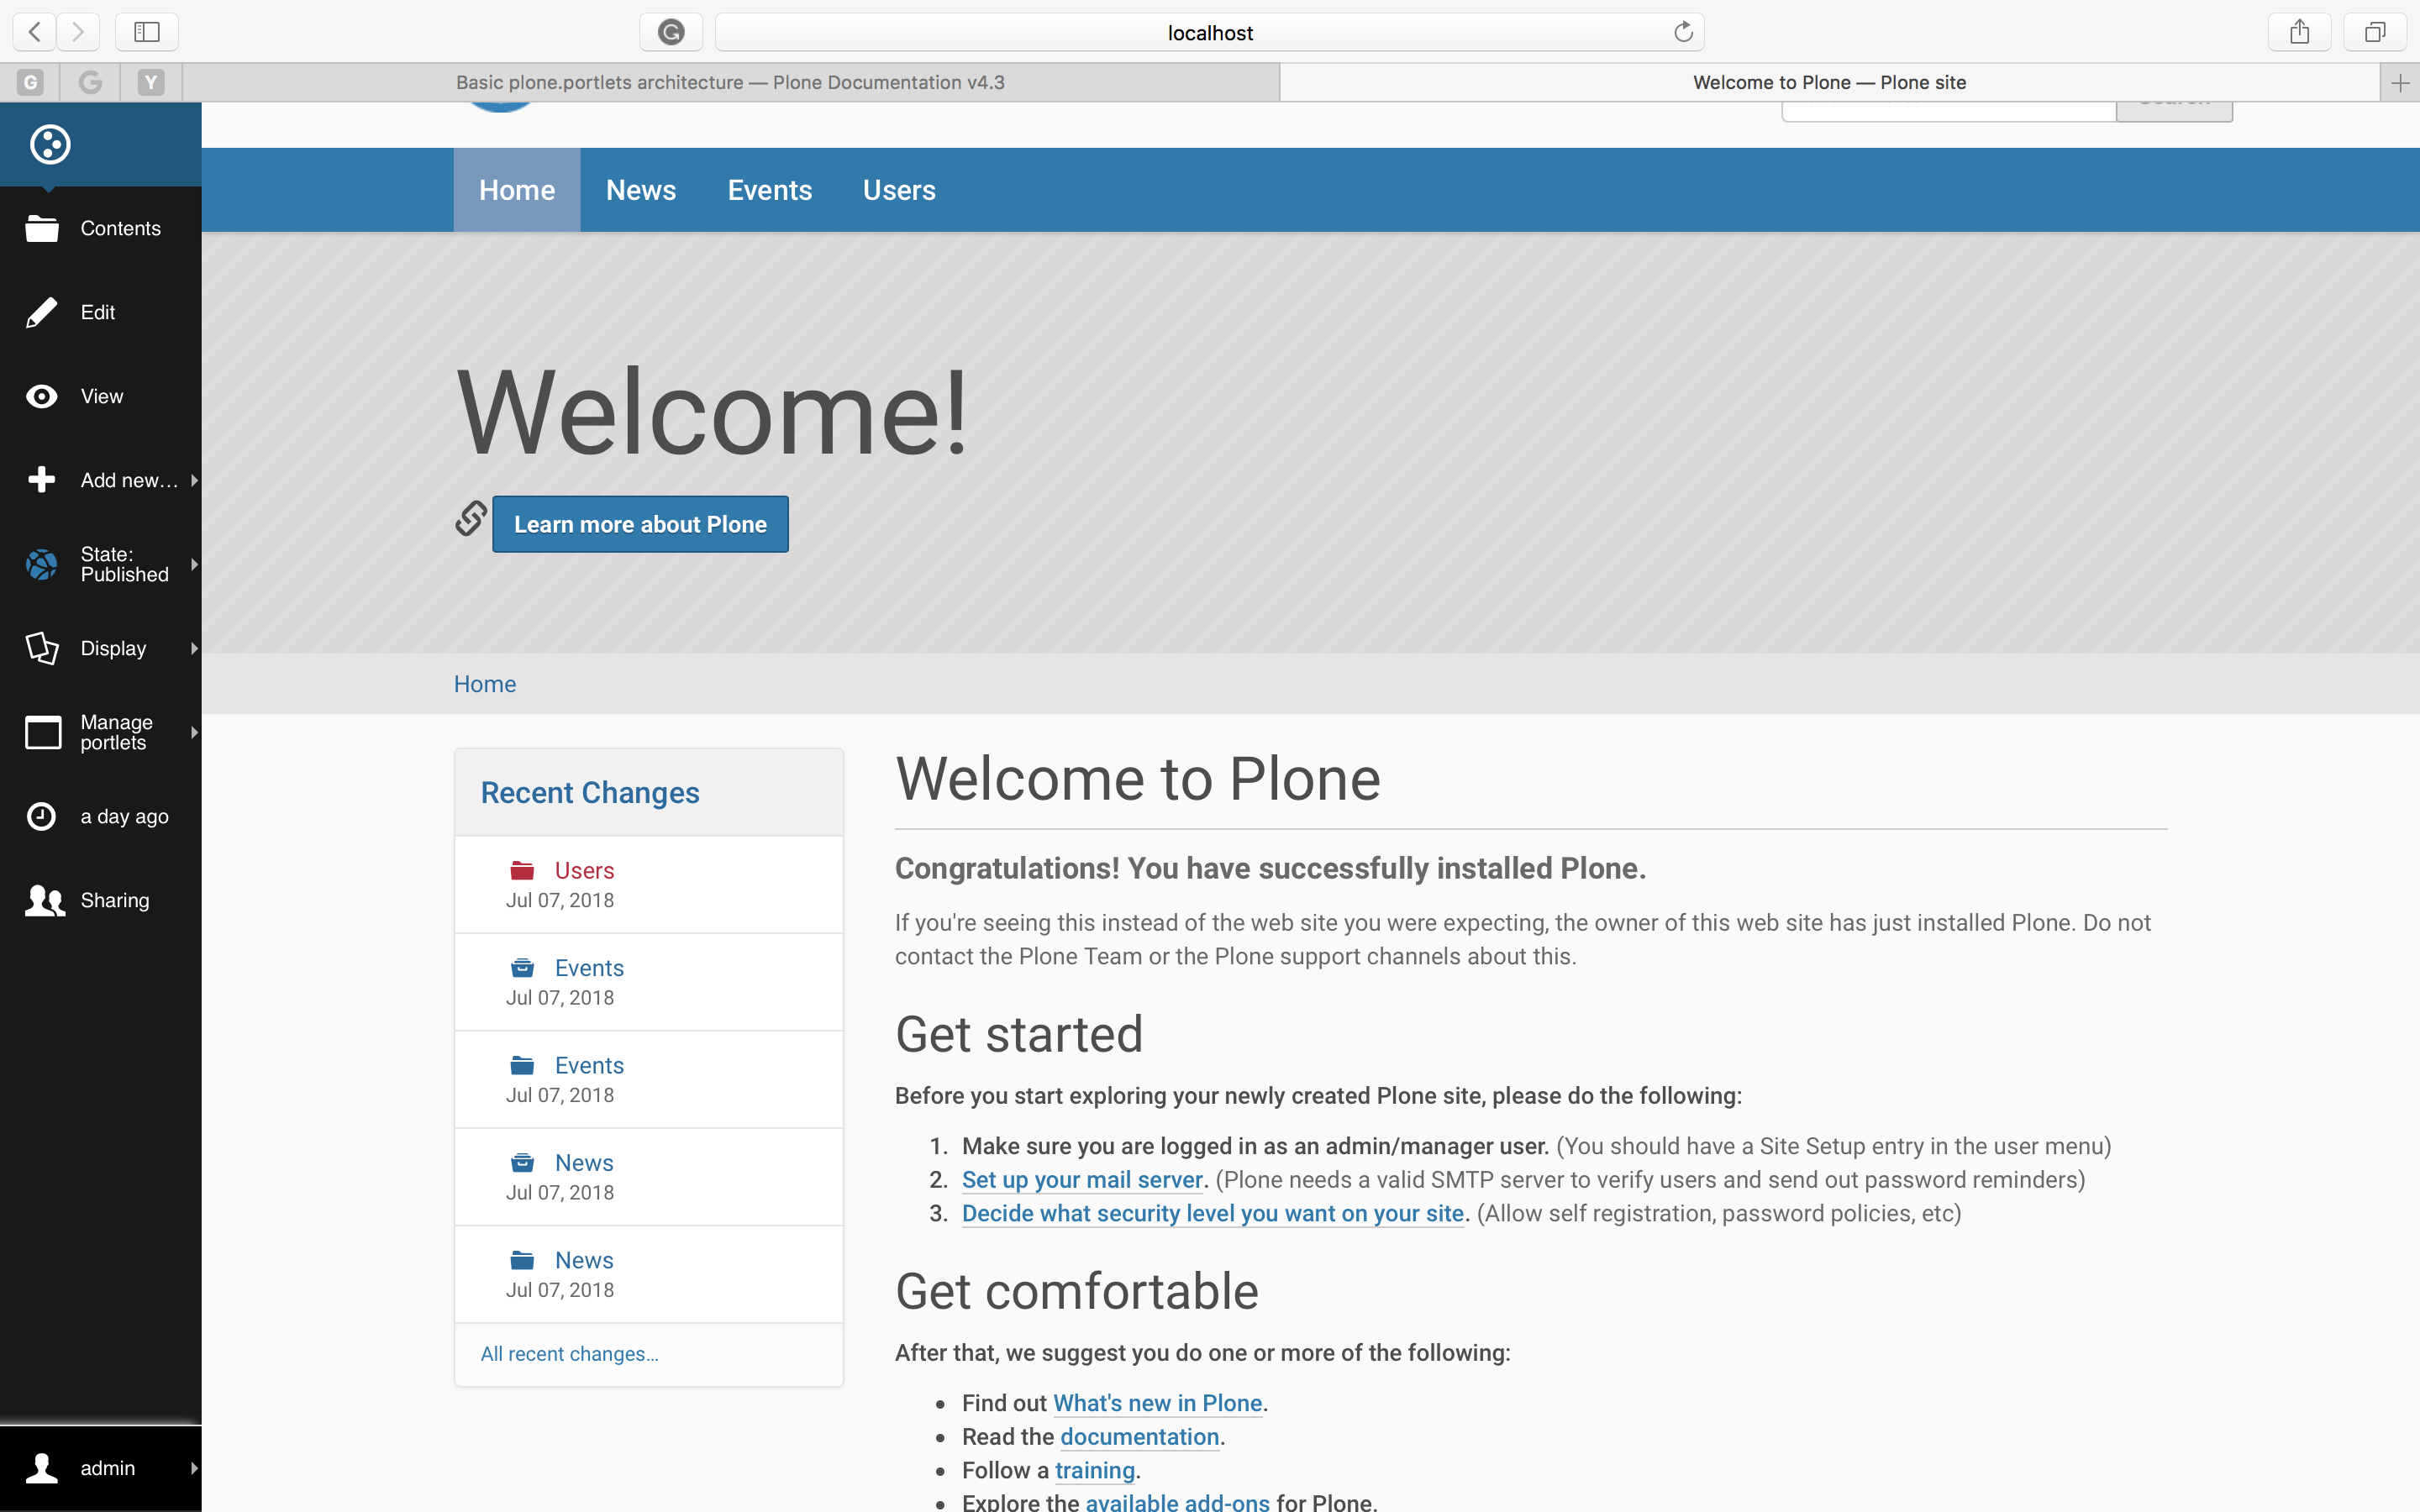 localhost
G
G
Y
Basic plone.portlets architecture — Plone Documentation v4.3
Welcome to Plone — Plone site
Contents
Edit
View
Add new…
State:
Published
Display
Manage
portlets
a day ago
Sharing
admin
Home
News
Events
Users
Welcome!
Learn more about Plone
Home
Recent Changes
Users
Jul 07, 2018
Events
Jul 07, 2018
Events
Jul 07, 2018
News
Jul 07, 2018
News
Jul 07, 2018
All recent changes…
Welcome to Plone
Congratulations! You have successfully installed Plone.
If you're seeing this instead of the web site you were expecting, the owner of this web site has just installed Plone. Do not
contact the Plone Team or the Plone support channels about this.
Get started
Before you start exploring your newly created Plone site, please do the following:
1. Make sure you are logged in as an admin/manager user. (You should have a Site Setup entry in the user menu)
2. Set up your mail server. (Plone needs a valid SMTP server to verify users and send out password reminders)
3. Decide what security level you want on your site. (Allow self registration, password policies, etc)
Get comfortable
After that, we suggest you do one or more of the following:
• Find out What's new in Plone.
• Read the documentation.
• Follow a training.
• Explore the available add-ons for Plone.